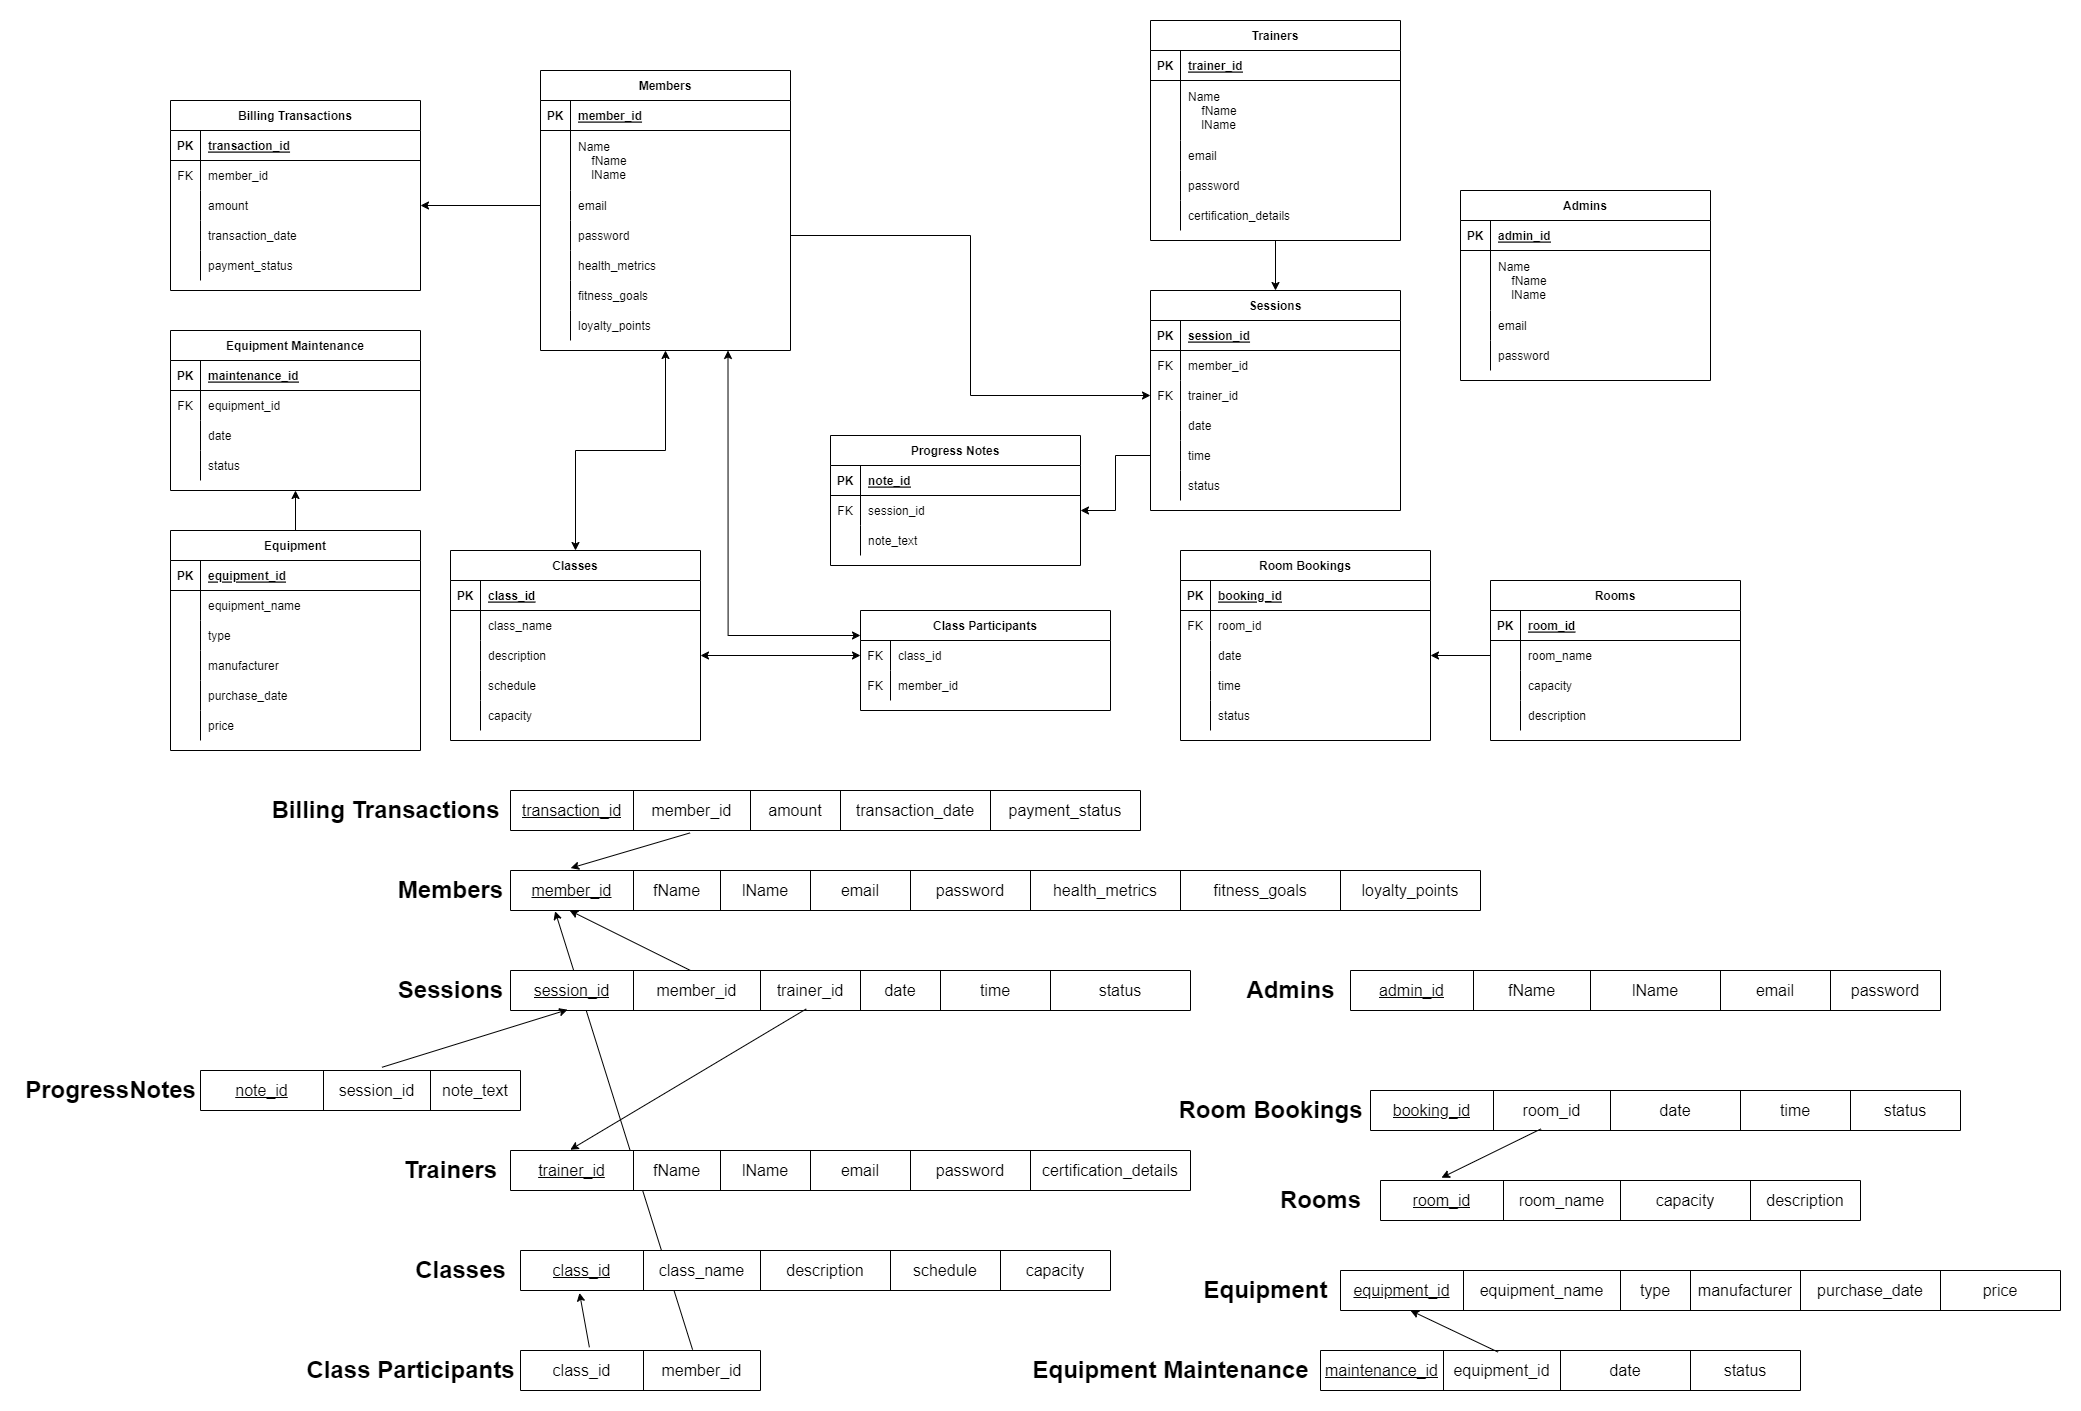 Trainers
PK trainer_id
Name
fName
lName
email
password
certification_details
Members
PK member_id
Name
fName
lName
email
password
health_metrics
fitness_goals
loyalty_points
Billing Transactions
PK transaction_id
FK member_id
amount
transaction_date
payment_status
Admins
PK admin_id
Name
fName
lName
email
password
Sessions
PK session_id
FK member_id
FK trainer_id
date
time
status
Equipment Maintenance
PK maintenance_id
FK equipment_id
date
status
Progress Notes
PK note_id
FK session_id
note_text
Equipment
PK equipment_id
equipment_name
type
manufacturer
purchase_date
price
Classes
PK class_id
class_name
description
schedule
capacity
Class Participants
FK class_id
FK member_id
Room Bookings
PK booking_id
FK room_id
date
time
status
Rooms
PK room_id
room_name
capacity
description
Billing Transactions transaction_id member_id amount transaction_date payment_status
Members member_id fName lName email password health_metrics fitness_goals loyalty_points
Sessions session_id member_id trainer_id date time status
Admins admin_id fName lName email password
ProgressNotes note_id session_id note_text
Room Bookings booking_id room_id date time status
Trainers trainer_id fName lName email password certification_details
Rooms room_id room_name capacity description
Classes class_id class_name description schedule capacity
Equipment equipment_id equipment_name type manufacturer purchase_date price
Class Participants class_id member_id
Equipment Maintenance maintenance_id equipment_id date status